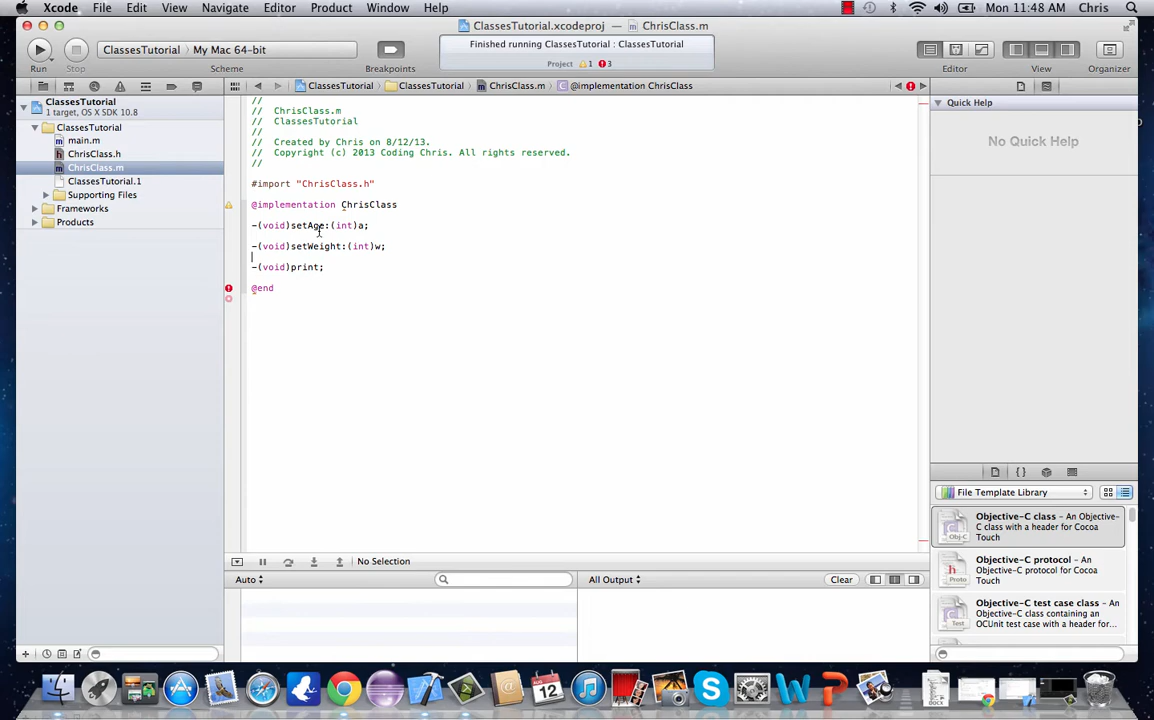 Xcode File Edit View Navigate Editor Product Window Help Mon 11:48 AM Chris
ClassesTutorial.xcodeproj — ChrisClass.m
ClassesTutorial My Mac 64-bit
Finished running ClassesTutorial : ClassesTutorial
Project 1 3
Run Stop Scheme Breakpoints Editor View Organizer
ClassesTutorial ClassesTutorial ChrisClass.m @implementation ChrisClass
ClassesTutorial
1 target, OS X SDK 10.8
ClassesTutorial
main.m
ChrisClass.h
ChrisClass.m
ClassesTutorial.1
Supporting Files
Frameworks
Products
//
// ChrisClass.m
// ClassesTutorial
//
// Created by Chris on 8/12/13.
// Copyright (c) 2013 Coding Chris. All rights reserved.
//
#import "ChrisClass.h"
@implementation ChrisClass
-(void)setAge:(int)a;
-(void)setWeight:(int)w;
-(void)print;
@end
Quick Help
No Quick Help
File Template Library
Objective-C class – An Objective-
C class with a header for Cocoa
Touch
Objective-C protocol – An
Objective-C protocol for Cocoa
Touch
Objective-C test case class – An
Objective-C class containing an
OCUnit test case with a header for...
No Selection
Auto
All Output
Clear